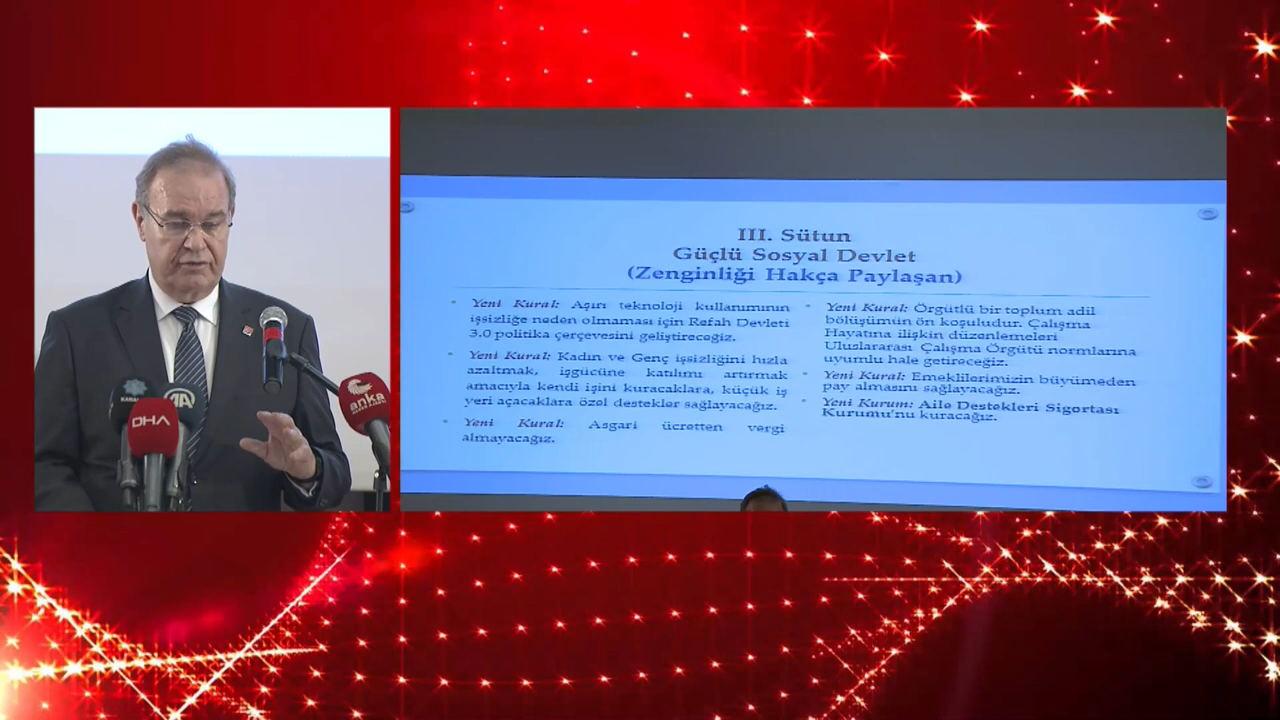 III. Sütun
Güçlü Sosyal Devlet
(Zenginliği Hakça Paylaşan)
Yeni Kural: Aşırı teknoloji kullanımının
işsizliğe neden olmaması için Refah Devleti
3.0 politika çerçevesini geliştireceğiz.
Yeni Kural: Kadın ve Genç işsizliğini hızla
azaltmak, işgücüne katılımı artırmak
amacıyla kendi işini kuracaklara, küçük iş
yeri açacaklara özel destekler sağlayacağız.
Yeni Kural: Asgari ücretten vergi
almayacağız.
Yeni Kural: Örgütlü bir toplum adil
bölüşümün ön koşuludur. Çalışma
Hayatına ilişkin düzenlemeleri
Uluslararası Çalışma Örgütü normlarına
uyumlu hale getireceğiz.
Yeni Kural: Emeklilerimizin büyümeden
pay almasını sağlayacağız.
Yeni Kurum: Aile Destekleri Sigortası
Kurumu'nu kuracağız.
AA
DHA
anka